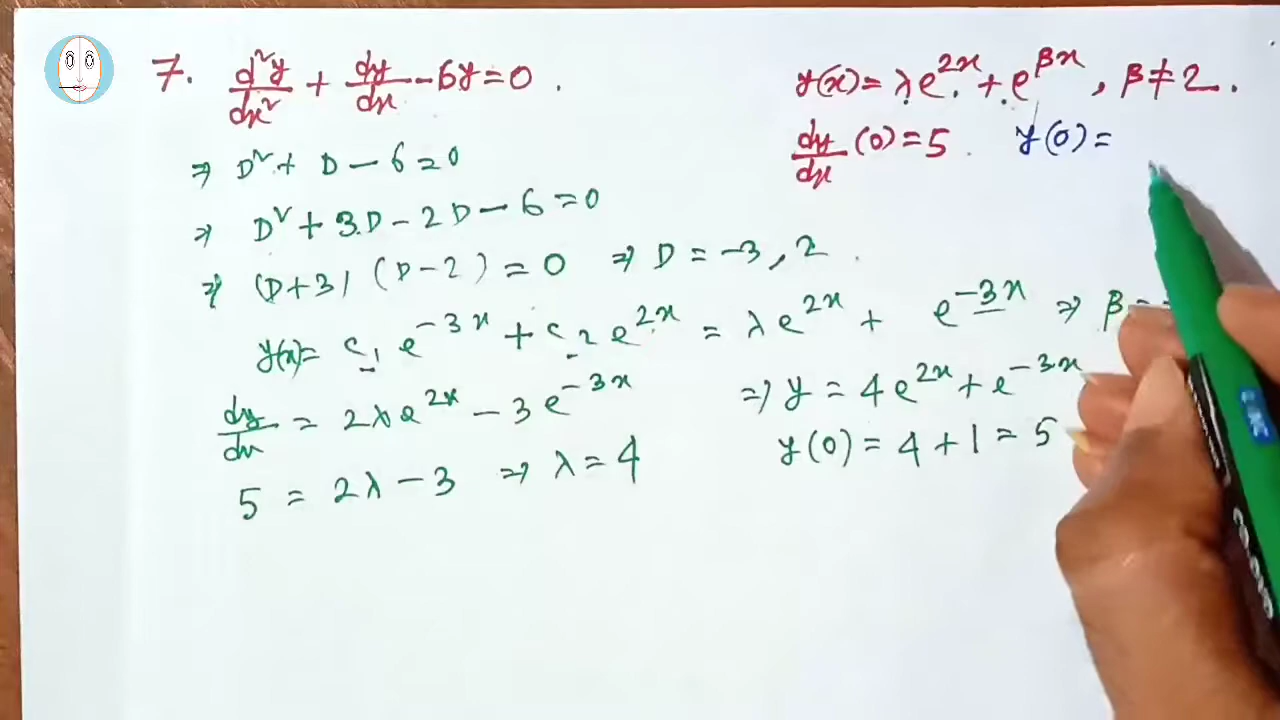 7. d²y/dx² + dy/dx - 6y = 0 .
y(x) = λe^{2x} + e^{βx} , β ≠ 2 .
dy/dx (0) = 5 . y(0) =
⇒ D² + D - 6 = 0
⇒ D² + 3D - 2D - 6 = 0
⇒ (D+3) (D-2) = 0 ⇒ D = -3, 2 .
y(x) = c₁ e^{-3x} + c₂ e^{2x} = λe^{2x} + e^{-3x} ⇒ β
dy/dx = 2λe^{2x} - 3e^{-3x}
5 = 2λ - 3 ⇒ λ = 4
⇒ y = 4e^{2x} + e^{-3x}
y(0) = 4 + 1 = 5